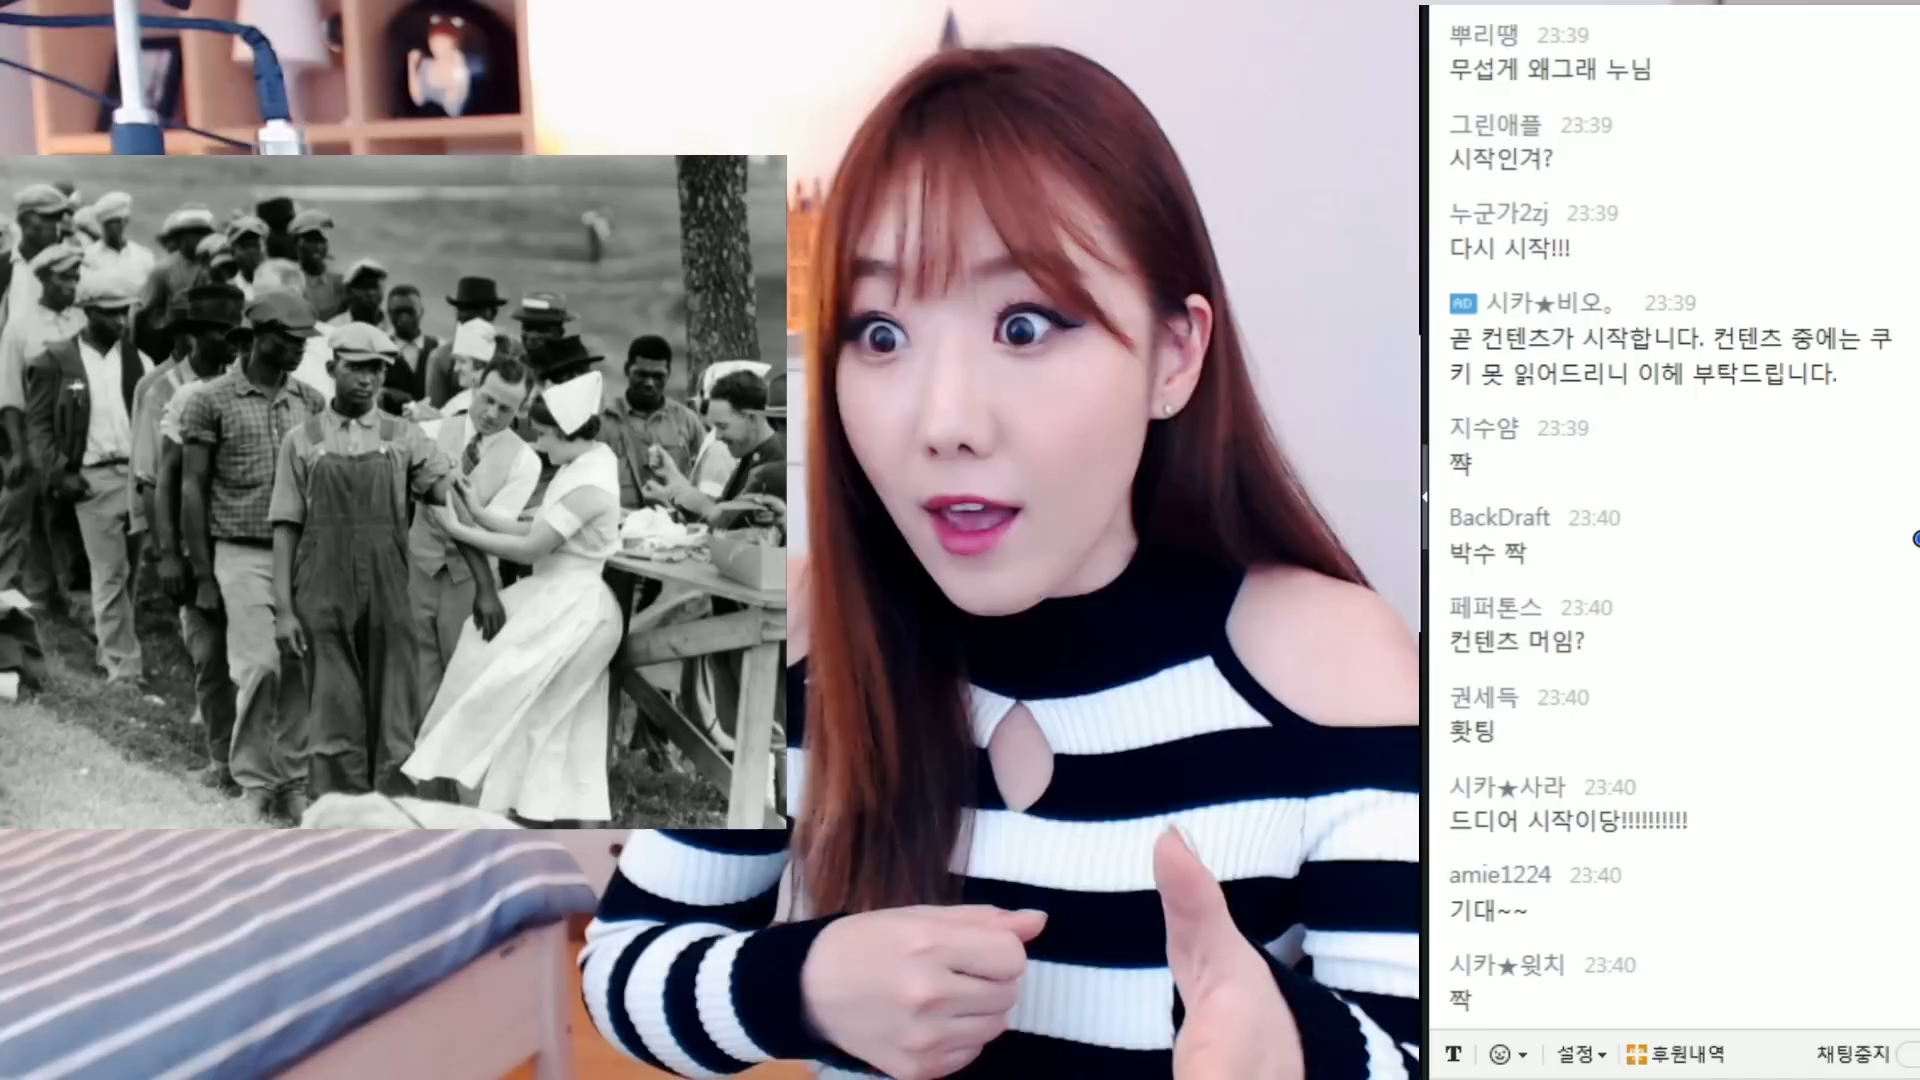 뿌리땡 23:39
무섭게 왜그래 누님
그린애플 23:39
시작인겨?
누군가2zj 23:39
다시 시작!!!
AD 시카★비오。 23:39
곧 컨텐츠가 시작합니다. 컨텐츠 중에는 쿠
키 못 읽어드리니 이헤 부탁드립니다.
지수얌 23:39
쨕
BackDraft 23:40
박수 짝
페퍼톤스 23:40
컨텐츠 머임?
권세득 23:40
홧팅
시카★사라 23:40
드디어 시작이당!!!!!!!!!!
amie1224 23:40
기대~~
시카★윗치 23:40
짝
T 설정 후원내역 채팅중지